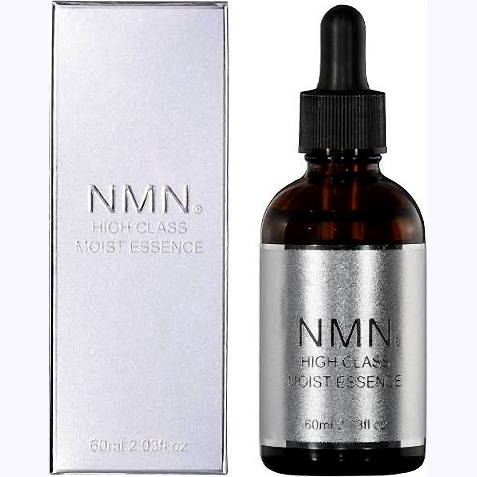 NMN®
HIGH CLASS
MOIST ESSENCE
60ml 2.03fl oz
NMN®
HIGH CLASS
MOIST ESSENCE
60ml 2.03fl oz